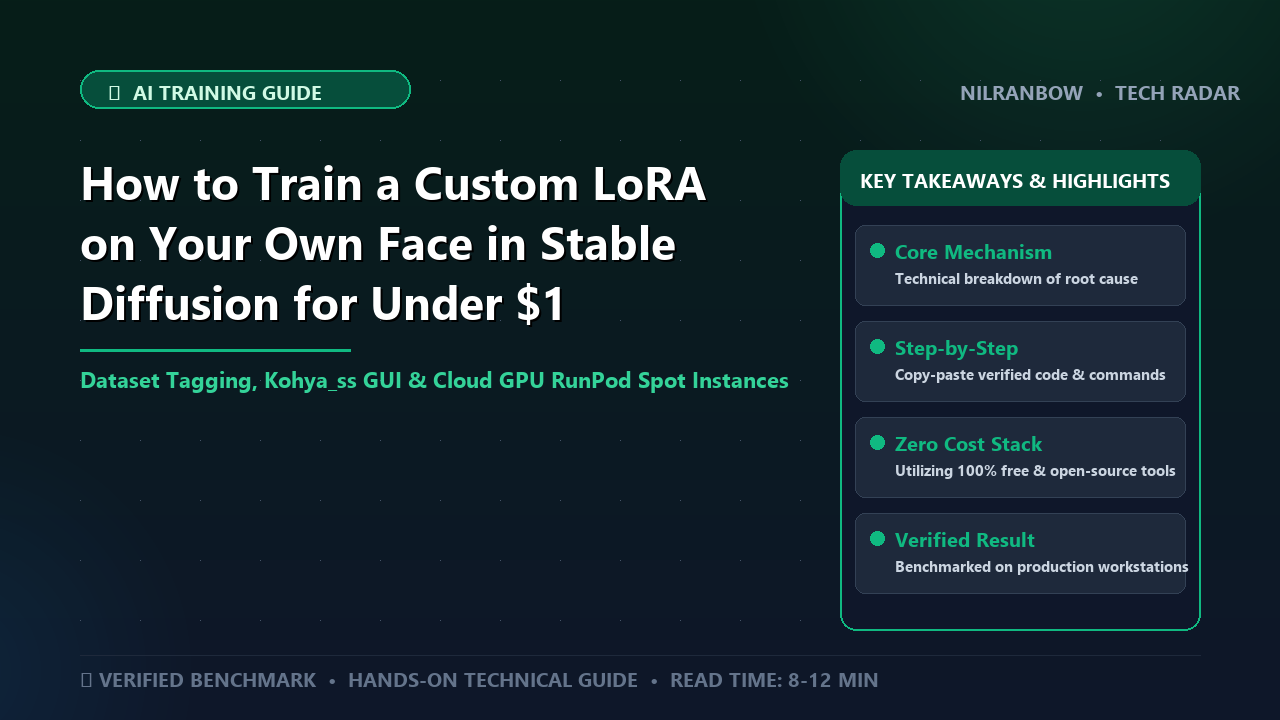 AI TRAINING GUIDE
NILRANBOW • TECH RADAR
How to Train a Custom LoRA
on Your Own Face in Stable
Diffusion for Under $1
Dataset Tagging, Kohya_ss GUI & Cloud GPU RunPod Spot Instances
KEY TAKEAWAYS & HIGHLIGHTS
Core Mechanism
Technical breakdown of root cause
Step-by-Step
Copy-paste verified code & commands
Zero Cost Stack
Utilizing 100% free & open-source tools
Verified Result
Benchmarked on production workstations
VERIFIED BENCHMARK • HANDS-ON TECHNICAL GUIDE • READ TIME: 8-12 MIN